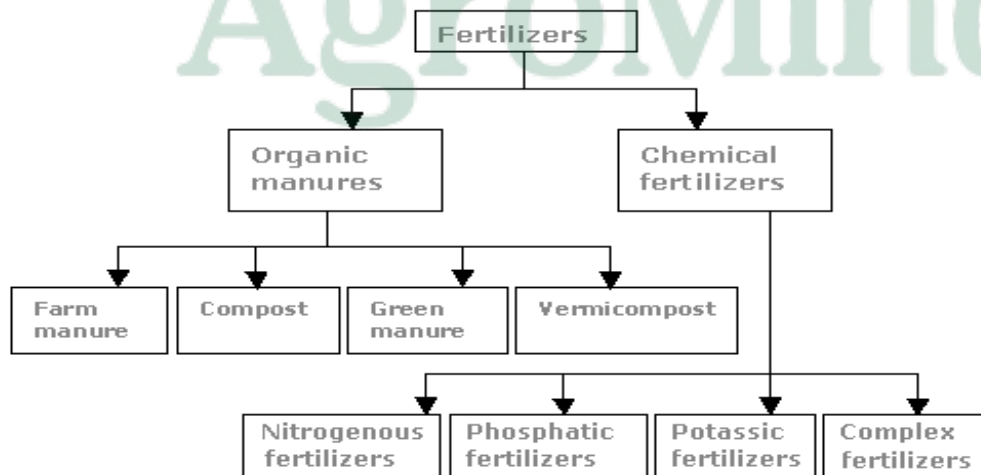 Fertilizers
Organic
manures
Chemical
fertilizers
Farm
manure
Compost
Green
manure
Vermicompost
Nitrogenous
fertilizers
Phosphatic
fertilizers
Potassic
fertilizers
Complex
fertilizers